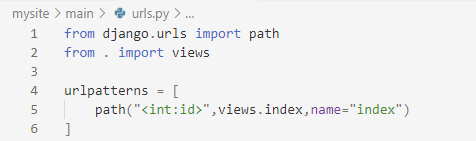 mysite > main > urls.py > ...
1 from django.urls import path
2 from . import views
3
4 urlpatterns = [
5     path("<int:id>",views.index,name="index")
6 ]